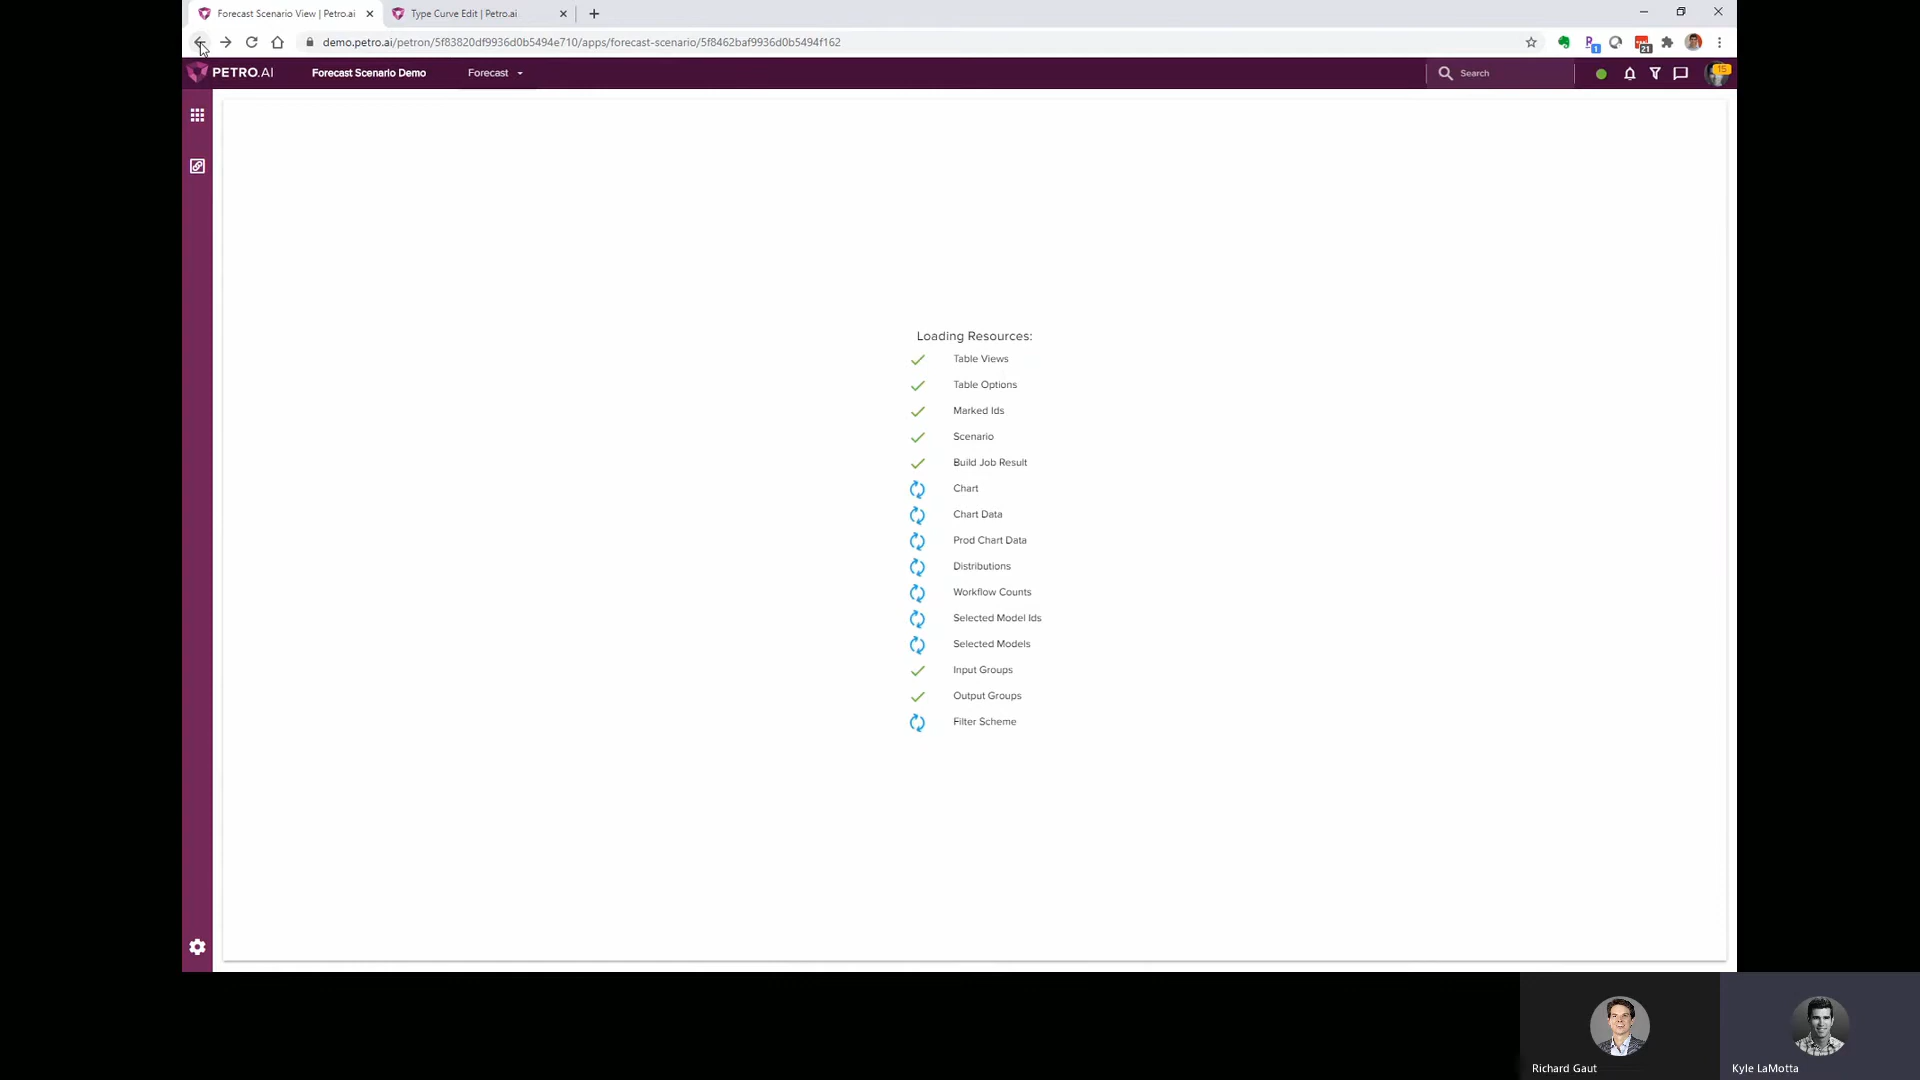 Forecast Scenario View | Petro.ai
Type Curve Edit | Petro.ai
demo.petro.ai/petron/5f83820df9936d0b5494e710/apps/forecast-scenario/5f8462baf9936d0b5494f162
1
21
PETRO.AI
Forecast Scenario Demo
Forecast
Search
15
Loading Resources:
Table Views
Table Options
Marked Ids
Scenario
Build Job Result
Chart
Chart Data
Prod Chart Data
Distributions
Workflow Counts
Selected Model Ids
Selected Models
Input Groups
Output Groups
Filter Scheme
Richard Gaut
Kyle LaMotta